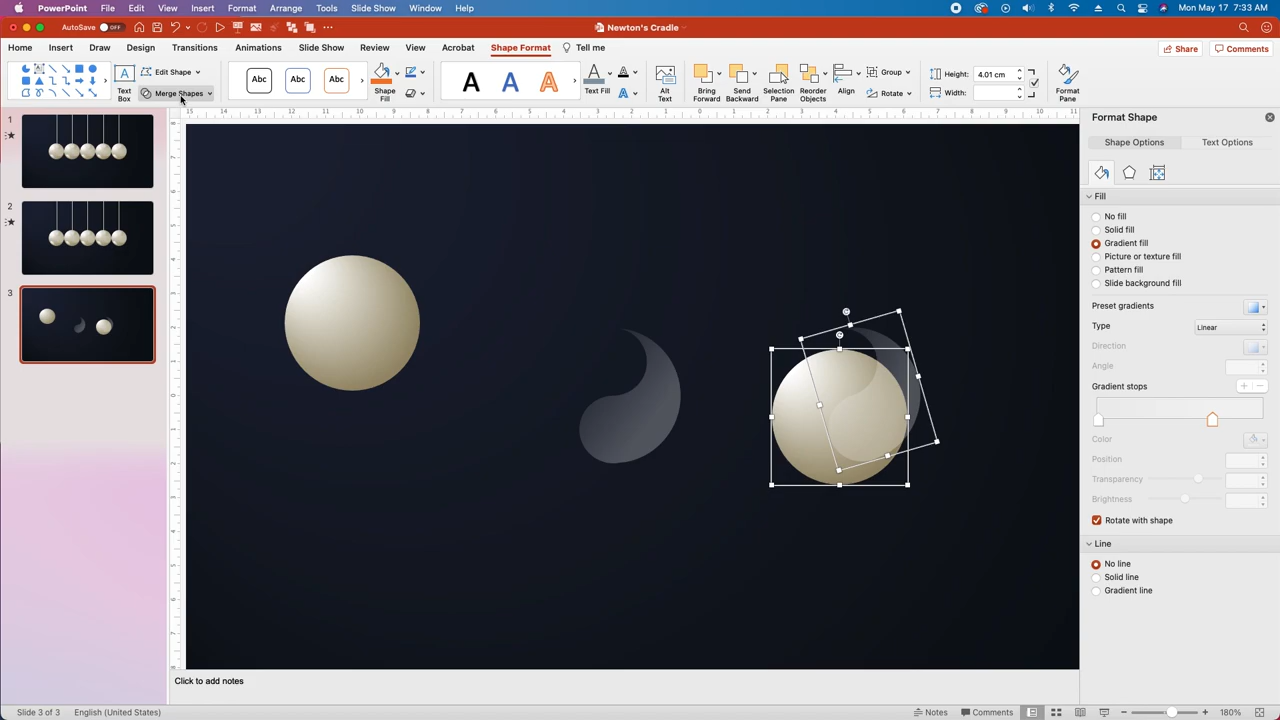 PowerPoint File Edit View Insert Format Arrange Tools Slide Show Window Help Mon May 17 7:33 AM
AutoSave OFF Newton's Cradle
Home Insert Draw Design Transitions Animations Slide Show Review View Acrobat Shape Format Tell me Share Comments
Text Box
Edit Shape
Merge Shapes
Abc Abc Abc
Shape Fill
A A A
Text Fill
Alt Text
Bring Forward
Send Backward
Selection Pane
Reorder Objects
Align
Group
Rotate
Height: 4.01 cm
Width:
Format Pane
1
2
3
Format Shape
Shape Options Text Options
Fill
No fill
Solid fill
Gradient fill
Picture or texture fill
Pattern fill
Slide background fill
Preset gradients
Type Linear
Direction
Angle
Gradient stops
Color
Position
Transparency
Brightness
Rotate with shape
Line
No line
Solid line
Gradient line
Click to add notes
Slide 3 of 3 English (United States) Notes Comments 180%